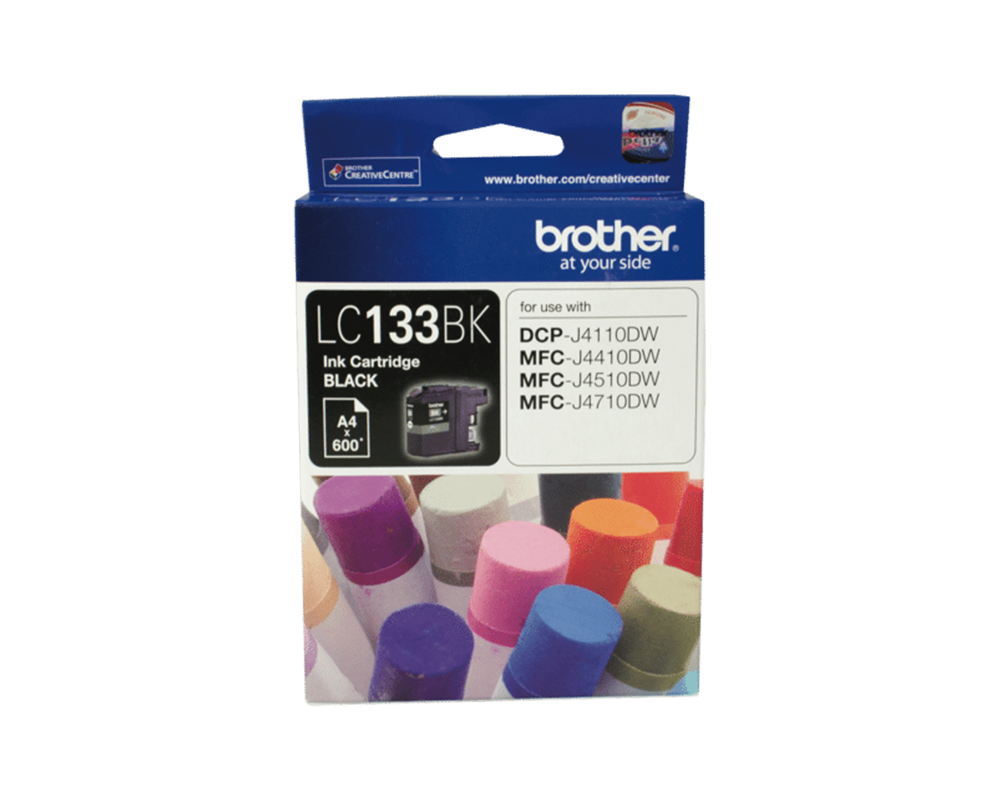 BROTHER
CREATIVECENTRE™
www.brother.com/creativecenter
brother®
at your side
LC133BK
Ink Cartridge
BLACK
A4
x
600*
for use with
DCP-J4110DW
MFC-J4410DW
MFC-J4510DW
MFC-J4710DW